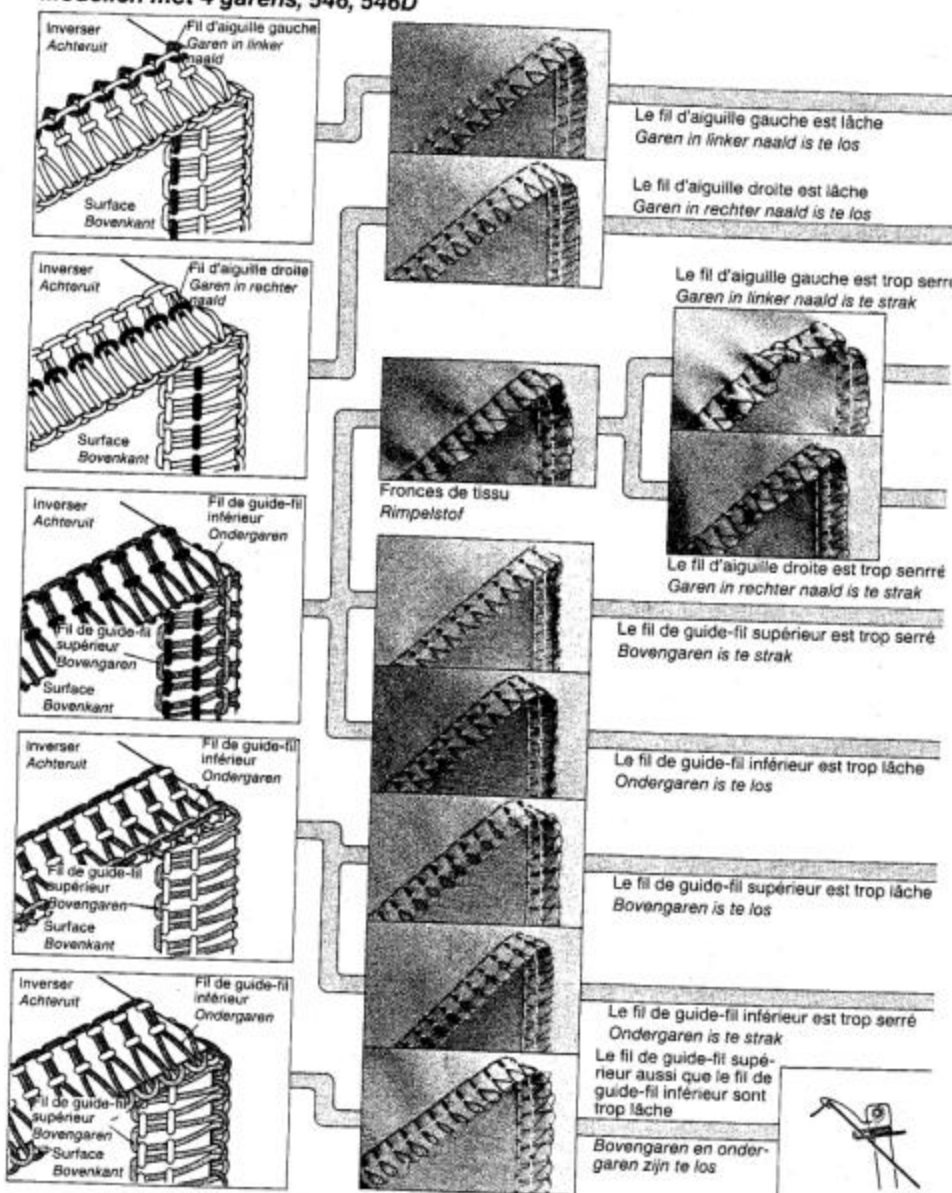 Modellen met 4 garens, 546, 546D
Inverser
Achteruit
Fil d'aiguille gauche
Garen in linker
naald
Surface
Bovenkant
Le fil d'aiguille gauche est lâche
Garen in linker naald is te los
Le fil d'aiguille droite est lâche
Garen in rechter naald is te los
Inverser
Achteruit
Fil d'aiguille droite
Garen in rechter
naald
Surface
Bovenkant
Le fil d'aiguille gauche est trop serré
Garen in linker naald is te strak
Fronces de tissu
Rimpelstof
Le fil d'aiguille droite est trop senrré
Garen in rechter naald is te strak
Inverser
Achteruit
Fil de guide-fil
inférieur
Ondergaren
Fil de guide-fil
supérieur
Bovengaren
Surface
Bovenkant
Le fil de guide-fil supérieur est trop serré
Bovengaren is te strak
Le fil de guide-fil inférieur est trop lâche
Ondergaren is te los
Inverser
Achteruit
Fil de guide-fil
inférieur
Ondergaren
Fil de guide-fil
supérieur
Bovengaren
Surface
Bovenkant
Le fil de guide-fil supérieur est trop lâche
Bovengaren is te los
Le fil de guide-fil inférieur est trop serré
Ondergaren is te strak
Inverser
Achteruit
Fil de guide-fil
inférieur
Ondergaren
Fil de guide-fil
supérieur
Bovengaren
Surface
Bovenkant
Le fil de guide-fil supé-
rieur aussi que le fil de
guide-fil inférieur sont
trop lâche
Bovengaren en onder-
garen zijn te los